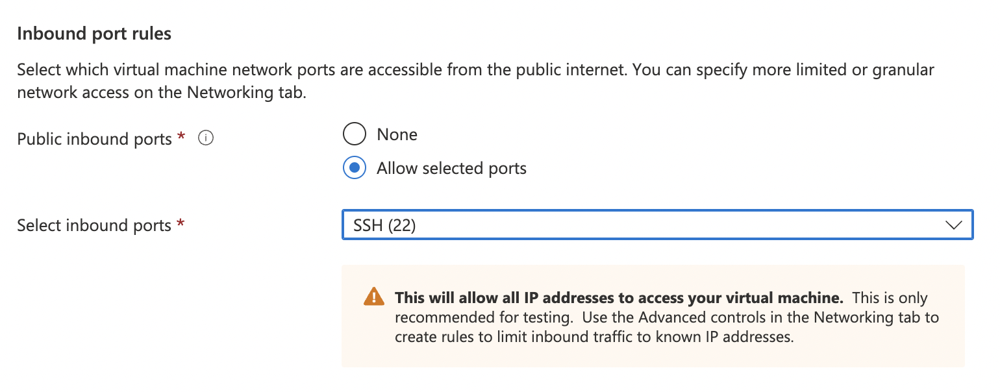 Inbound port rules
Select which virtual machine network ports are accessible from the public internet. You can specify more limited or granular
network access on the Networking tab.
Public inbound ports *
None
Allow selected ports
Select inbound ports *
SSH (22)
This will allow all IP addresses to access your virtual machine. This is only
recommended for testing. Use the Advanced controls in the Networking tab to
create rules to limit inbound traffic to known IP addresses.